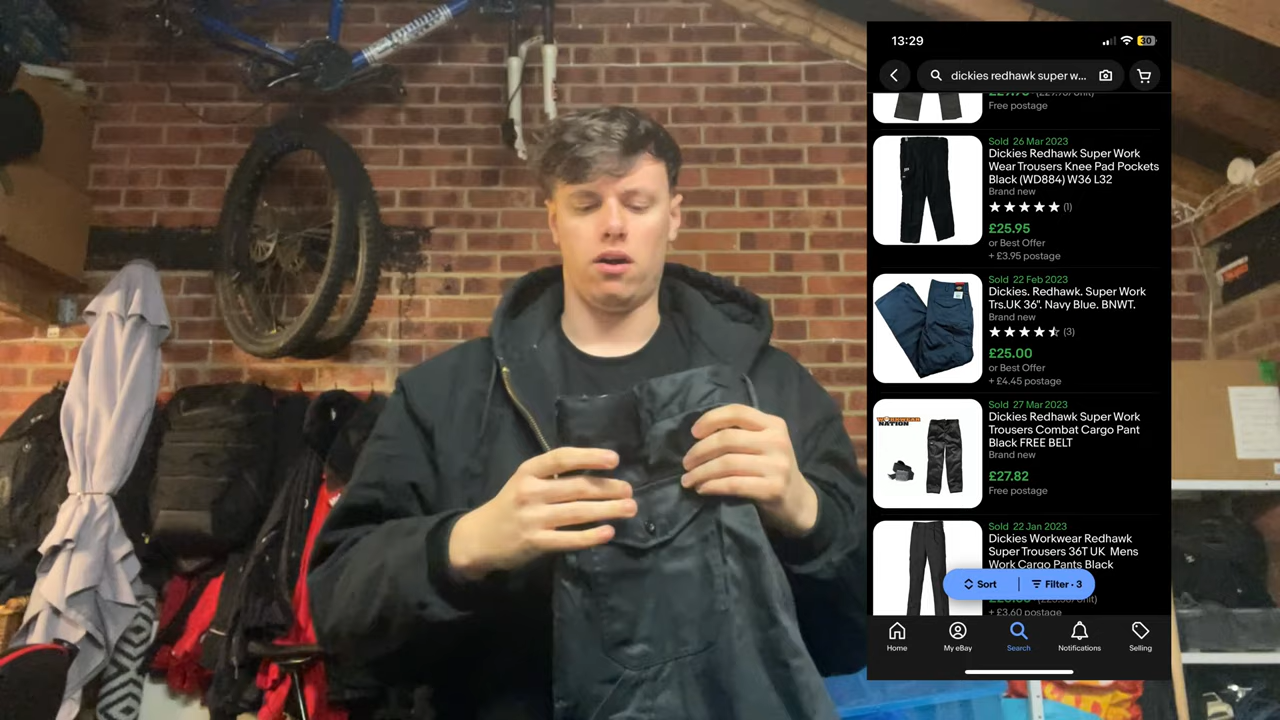 13:29
30
dickies redhawk super w...
Free postage
Sold 26 Mar 2023
Dickies Redhawk Super Work
Wear Trousers Knee Pad Pockets
Black (WD884) W36 L32
Brand new
(1)
£25.95
or Best Offer
+ £3.95 postage
Sold 22 Feb 2023
Dickies. Redhawk. Super Work
Trs.UK 36". Navy Blue. BNWT.
Brand new
(3)
£25.00
or Best Offer
+ £4.45 postage
Sold 27 Mar 2023
WORKWEAR
NATION
Dickies Redhawk Super Work
Trousers Combat Cargo Pant
Black FREE BELT
Brand new
£27.82
Free postage
Sold 22 Jan 2023
Dickies Workwear Redhawk
Super Trousers 36T UK Mens
Work Cargo Pants Black
Sort
Filter · 3
+ £3.60 postage
Home
My eBay
Search
Notifications
Selling